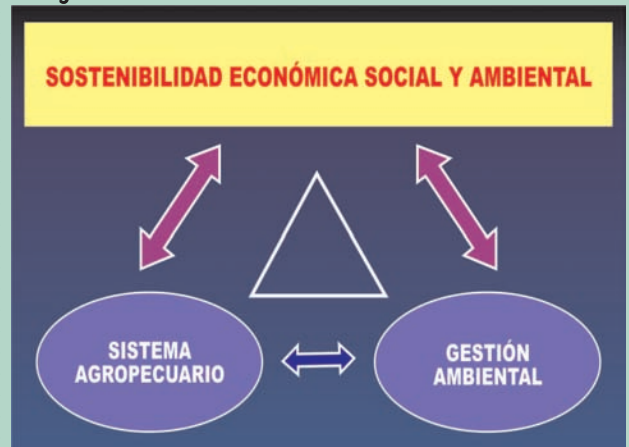 SOSTENIBILIDAD ECONÓMICA SOCIAL Y AMBIENTAL
SISTEMA
AGROPECUARIO
GESTIÓN
AMBIENTAL